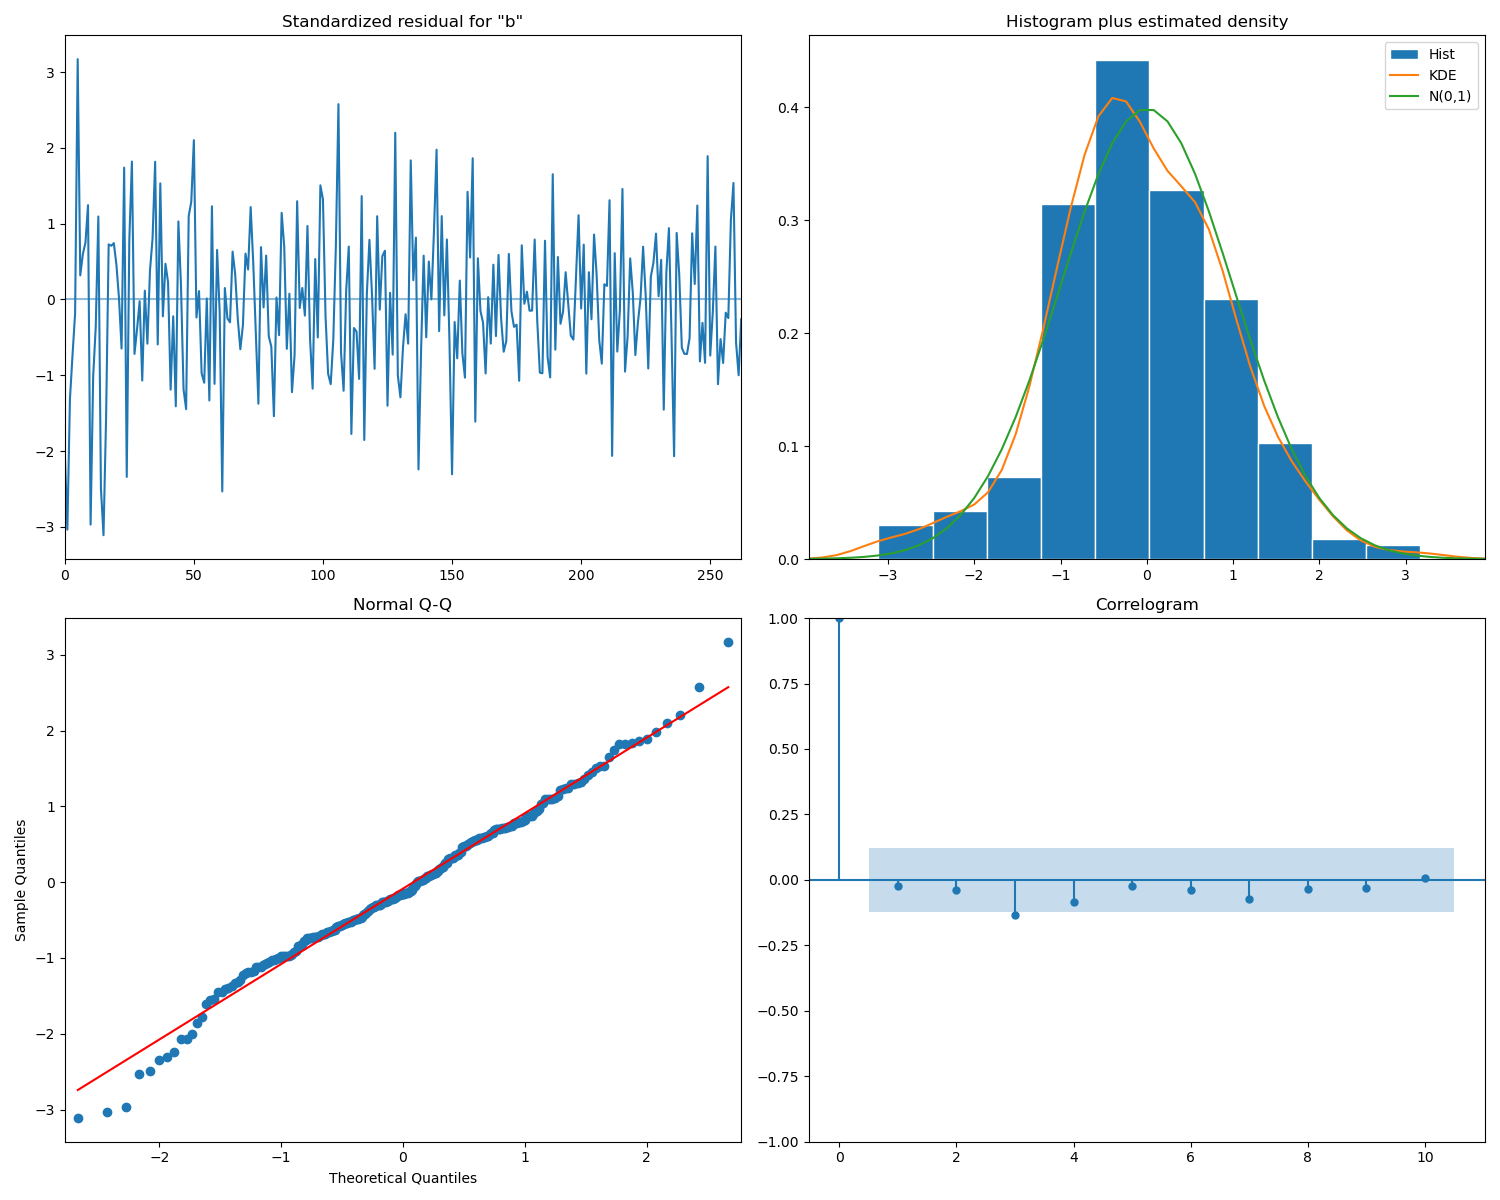 Standardized residual for "b"
3
2
1
0
−1
−2
−3
0 50 100 150 200 250
Histogram plus estimated density
Hist
KDE
N(0,1)
0.4
0.3
0.2
0.1
0.0
−3 −2 −1 0 1 2 3
Normal Q-Q
Sample Quantiles
3
2
1
0
−1
−2
−3
−2 −1 0 1 2
Theoretical Quantiles
Correlogram
1.00
0.75
0.50
0.25
0.00
−0.25
−0.50
−0.75
−1.00
0 2 4 6 8 10